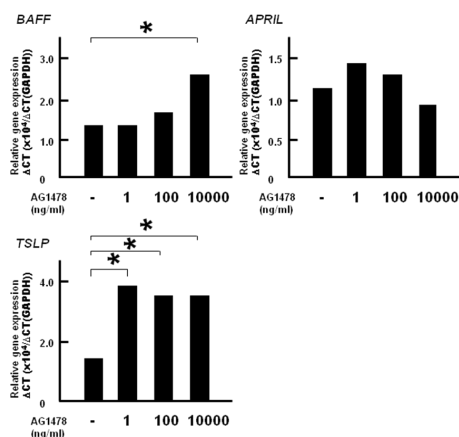 BAFF
*
Relative gene expression
ΔCT (×10⁴/ΔCT(GAPDH))
3.0
2.0
1.0
0
AG1478
(ng/ml)
- 1 100 10000
APRIL
Relative gene expression
ΔCT (×10⁴/ΔCT(GAPDH))
1.5
1.0
0.5
0
AG1478
(ng/ml)
- 1 100 10000
TSLP
*
*
*
Relative gene expression
ΔCT (×10⁴/ΔCT(GAPDH))
4.0
2.0
0
AG1478
(ng/ml)
- 1 100 10000